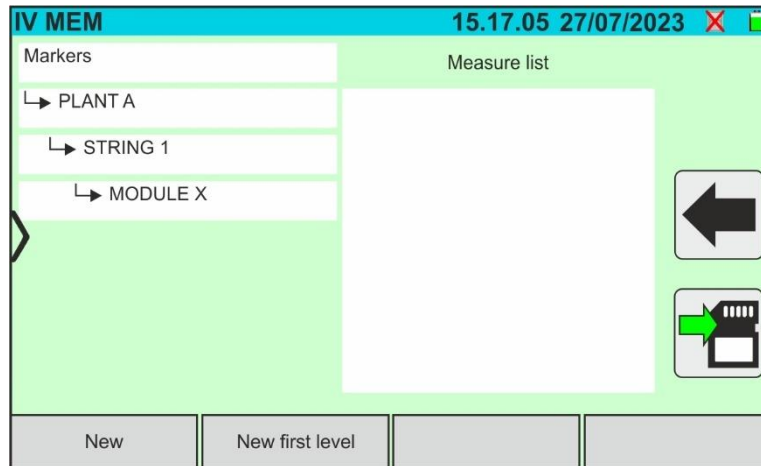 IV MEM 15.17.05 27/07/2023
Markers
Measure list
PLANT A
STRING 1
MODULE X
New
New first level